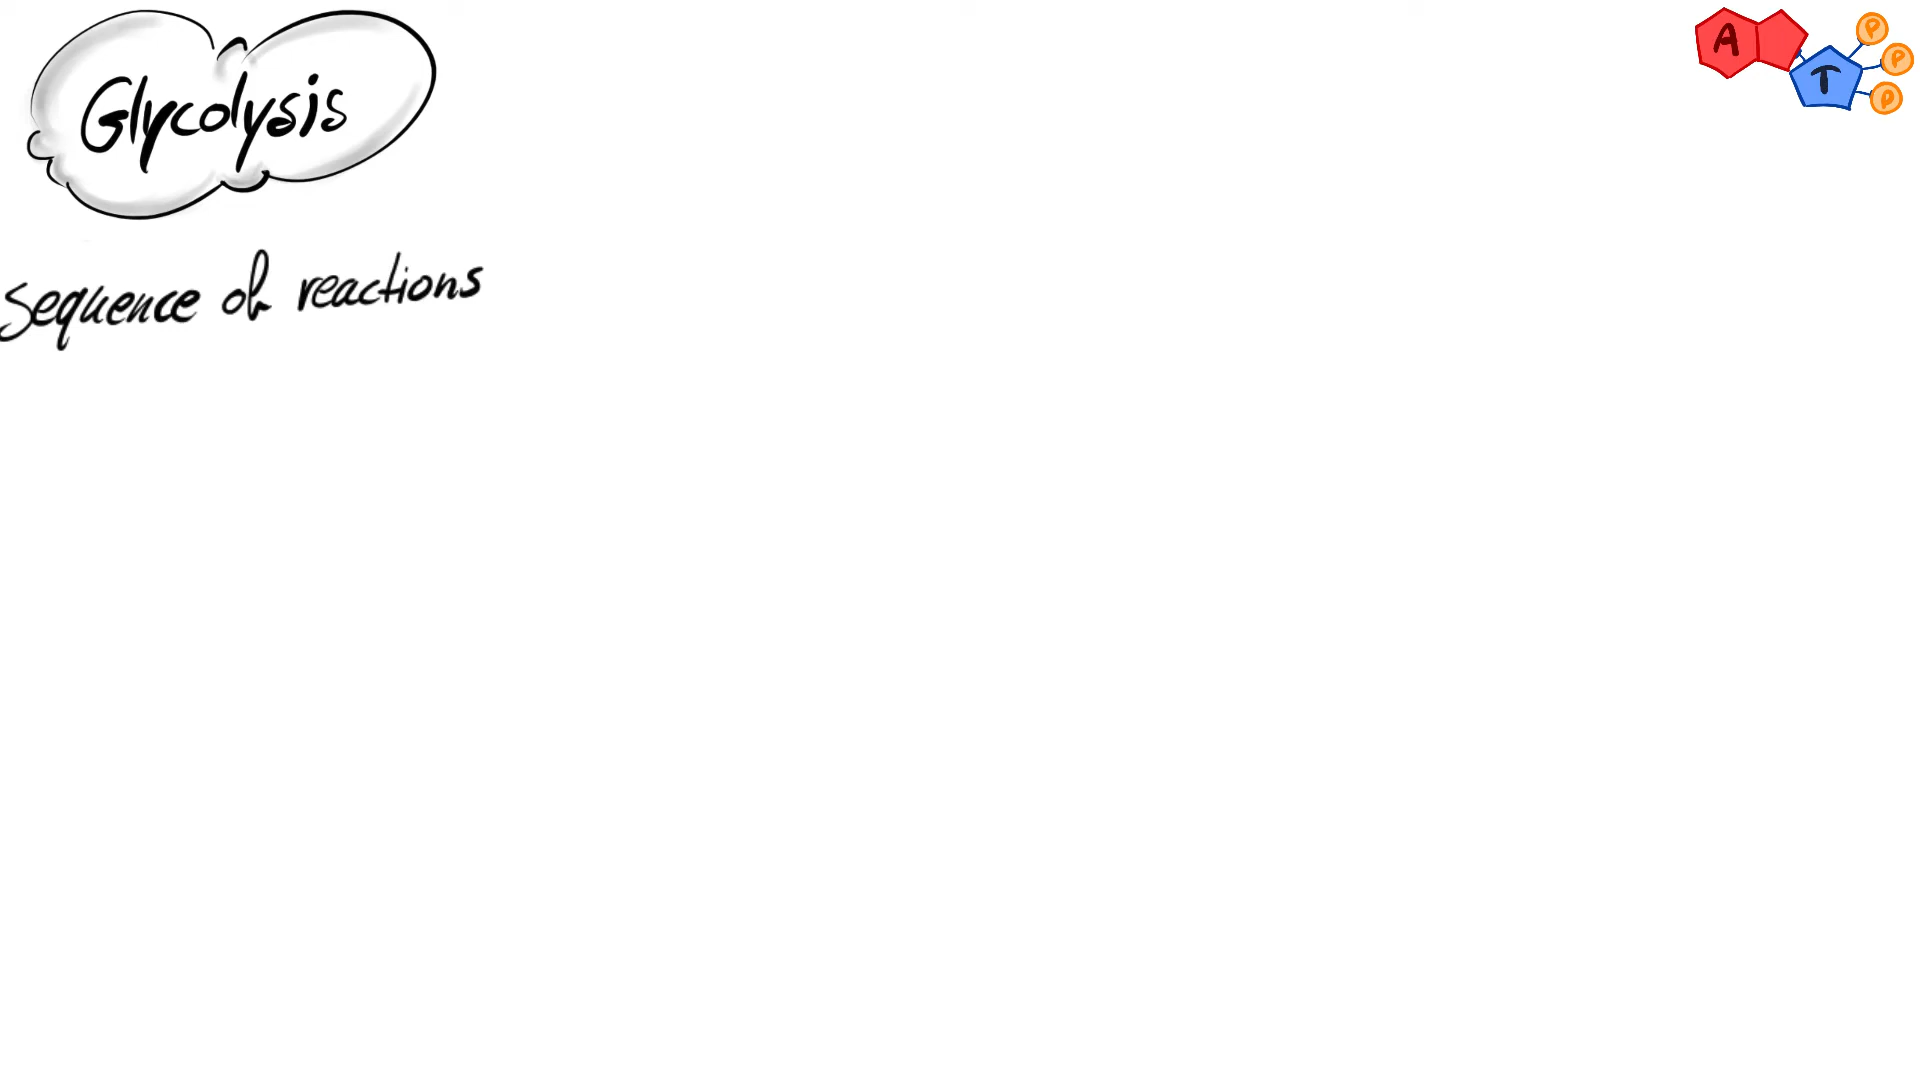 Glycolysis
A
T
P
P
P
Sequence of reactions